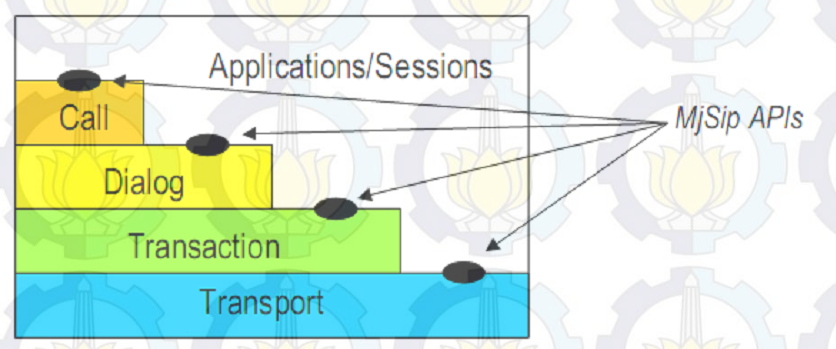 Applications/Sessions
Call
MjSip APIs
Dialog
Transaction
Transport